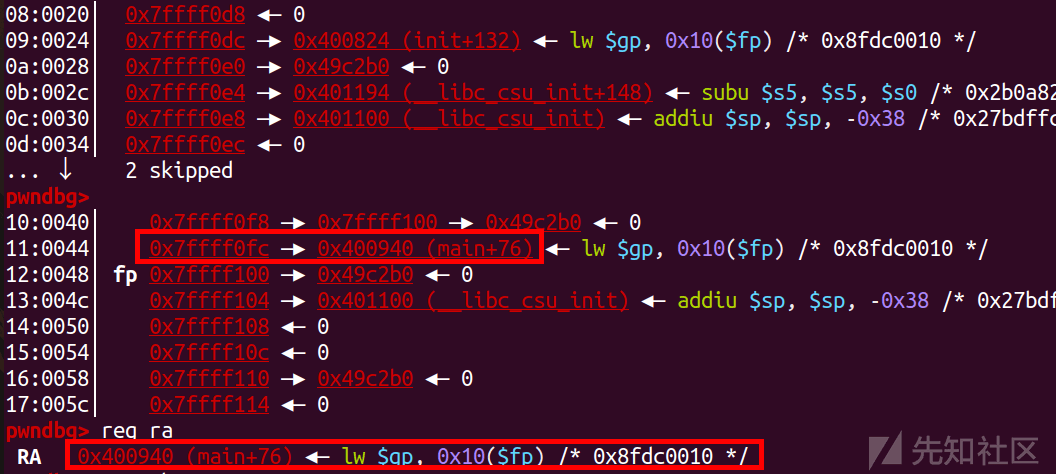 08:0020│ 0x7ffff0d8 ◂— 0
09:0024│ 0x7ffff0dc —▸ 0x400824 (init+132) ◂— lw $gp, 0x10($fp) /* 0x8fdc0010 */
0a:0028│ 0x7ffff0e0 —▸ 0x49c2b0 ◂— 0
0b:002c│ 0x7ffff0e4 —▸ 0x401194 (__libc_csu_init+148) ◂— subu $s5, $s5, $s0 /* 0x2b0a82
0c:0030│ 0x7ffff0e8 —▸ 0x401100 (__libc_csu_init) ◂— addiu $sp, $sp, -0x38 /* 0x27bdffc
0d:0034│ 0x7ffff0ec ◂— 0
... ↓ 2 skipped
pwndbg>
10:0040│ 0x7ffff0f8 —▸ 0x7ffff100 —▸ 0x49c2b0 ◂— 0
11:0044│ 0x7ffff0fc —▸ 0x400940 (main+76) ◂— lw $gp, 0x10($fp) /* 0x8fdc0010 */
12:0048│ fp 0x7ffff100 —▸ 0x49c2b0 ◂— 0
13:004c│ 0x7ffff104 —▸ 0x401100 (__libc_csu_init) ◂— addiu $sp, $sp, -0x38 /* 0x27bdf
14:0050│ 0x7ffff108 ◂— 0
15:0054│ 0x7ffff10c ◂— 0
16:0058│ 0x7ffff110 —▸ 0x49c2b0 ◂— 0
17:005c│ 0x7ffff114 ◂— 0
pwndbg> reg ra
RA 0x400940 (main+76) ◂— lw $gp, 0x10($fp) /* 0x8fdc0010 */
先知社区